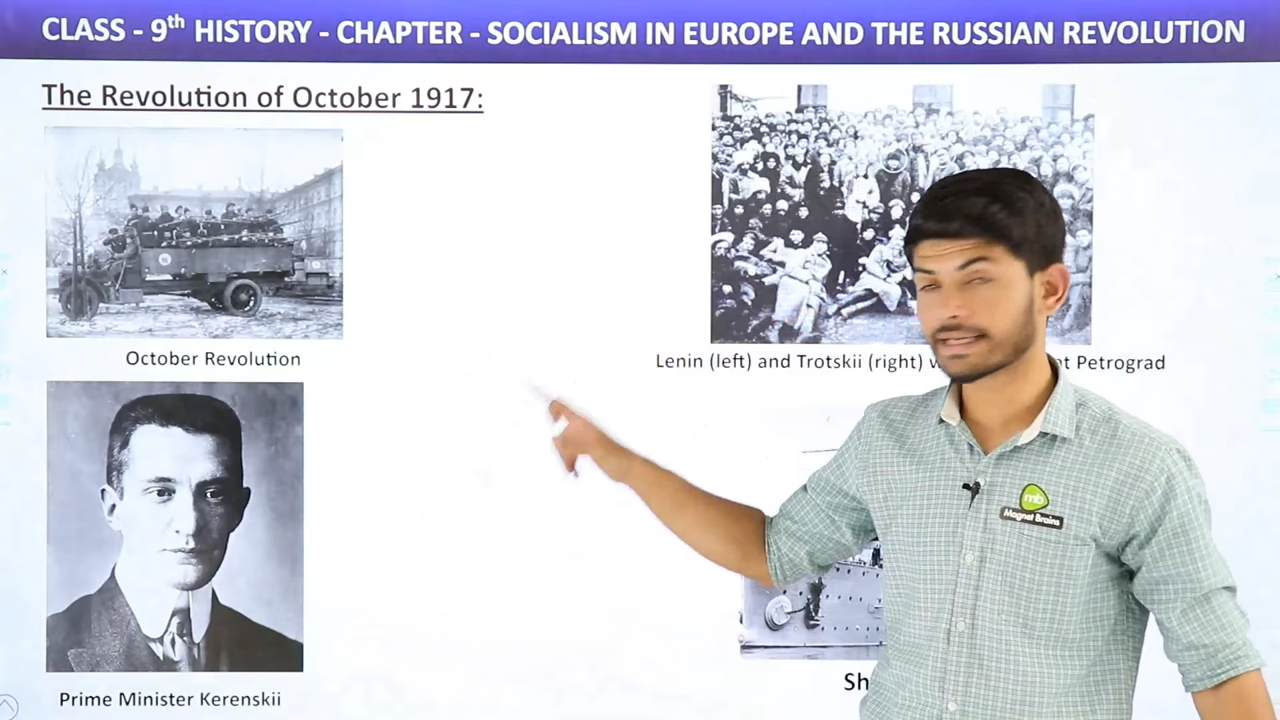 CLASS - 9th HISTORY - CHAPTER - SOCIALISM IN EUROPE AND THE RUSSIAN REVOLUTION
The Revolution of October 1917:
October Revolution
Lenin (left) and Trotskii (right) w
t Petrograd
Prime Minister Kerenskii
Sh
mb
Magnet Brains